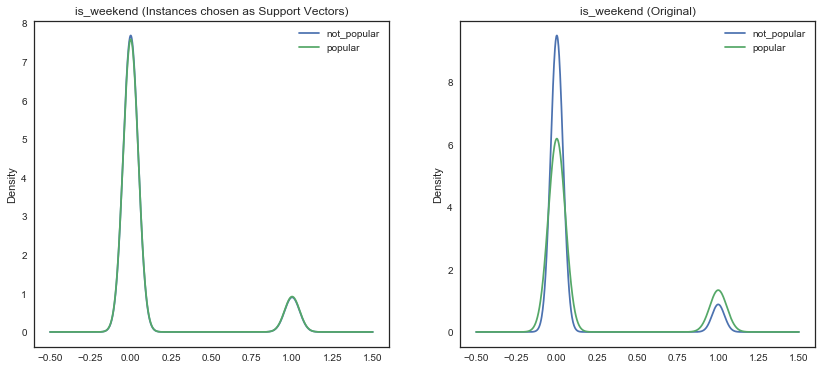 is_weekend (Instances chosen as Support Vectors)
not_popular
popular
Density
8
7
6
5
4
3
2
1
0
−0.50 −0.25 0.00 0.25 0.50 0.75 1.00 1.25 1.50
is_weekend (Original)
not_popular
popular
Density
8
6
4
2
0
−0.50 −0.25 0.00 0.25 0.50 0.75 1.00 1.25 1.50